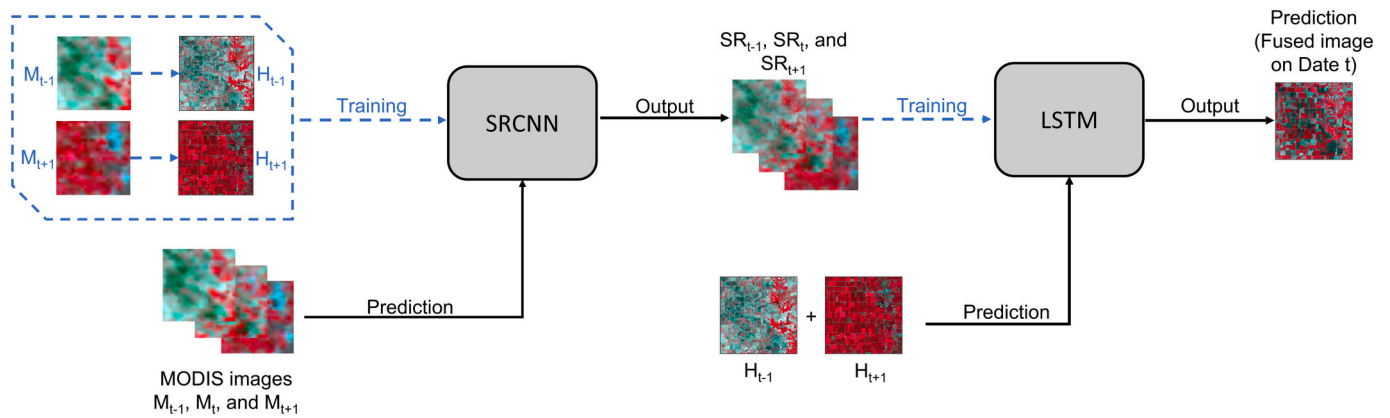 M_{t-1}
H_{t-1}
M_{t+1}
H_{t+1}
Training
SRCNN
Output
SR_{t-1}, SR_t, and
SR_{t+1}
Training
LSTM
Output
Prediction
(Fused image
on Date t)
MODIS images
M_{t-1}, M_t, and M_{t+1}
Prediction
+
H_{t-1}
H_{t+1}
Prediction